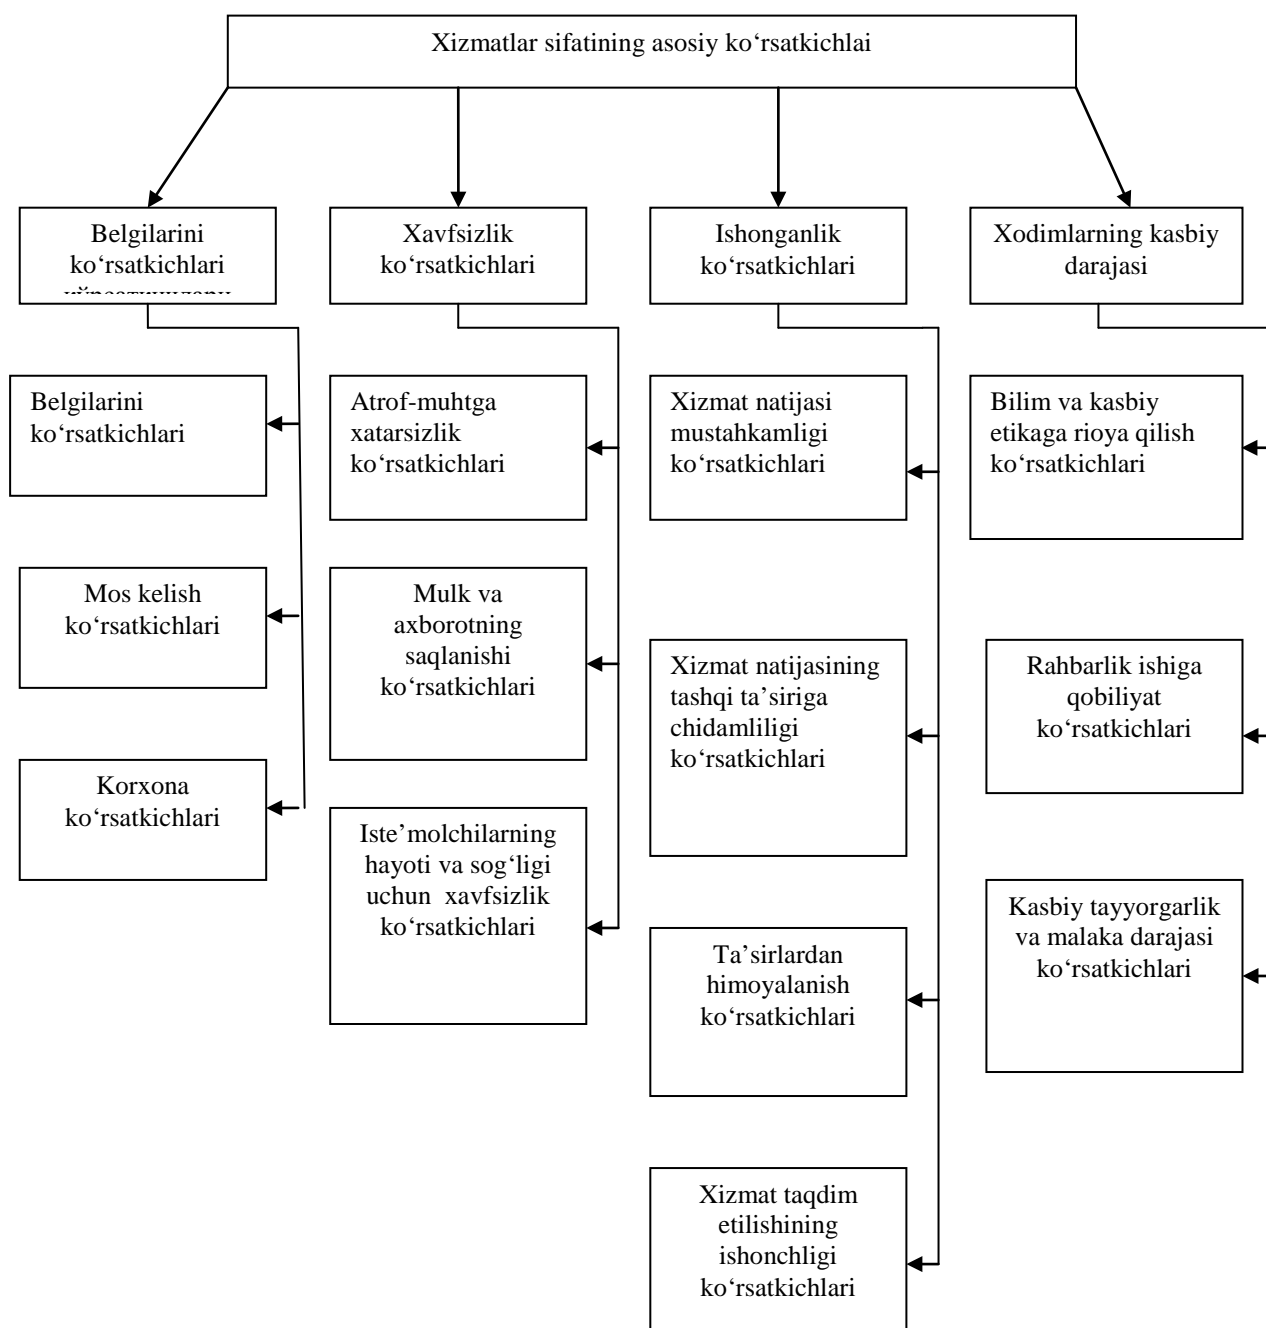 Xizmatlar sifatining asosiy ko‘rsatkichlai
Belgilarini
ko‘rsatkichlari
Xavfsizlik
ko‘rsatkichlari
Ishonganlik
ko‘rsatkichlari
Xodimlarning kasbiy
darajasi
Belgilarini
ko‘rsatkichlari
Mos kelish
ko‘rsatkichlari
Korxona
ko‘rsatkichlari
Atrof-muhtga
xatarsizlik
ko‘rsatkichlari
Mulk va
axborotning
saqlanishi
ko‘rsatkichlari
Iste’molchilarning
hayoti va sog‘ligi
uchun xavfsizlik
ko‘rsatkichlari
Xizmat natijasi
mustahkamligi
ko‘rsatkichlari
Xizmat natijasining
tashqi ta’siriga
chidamliligi
ko‘rsatkichlari
Ta’sirlardan
himoyalanish
ko‘rsatkichlari
Xizmat taqdim
etilishining
ishonchligi
ko‘rsatkichlari
Bilim va kasbiy
etikaga rioya qilish
ko‘rsatkichlari
Rahbarlik ishiga
qobiliyat
ko‘rsatkichlari
Kasbiy tayyorgarlik
va malaka darajasi
ko‘rsatkichlari